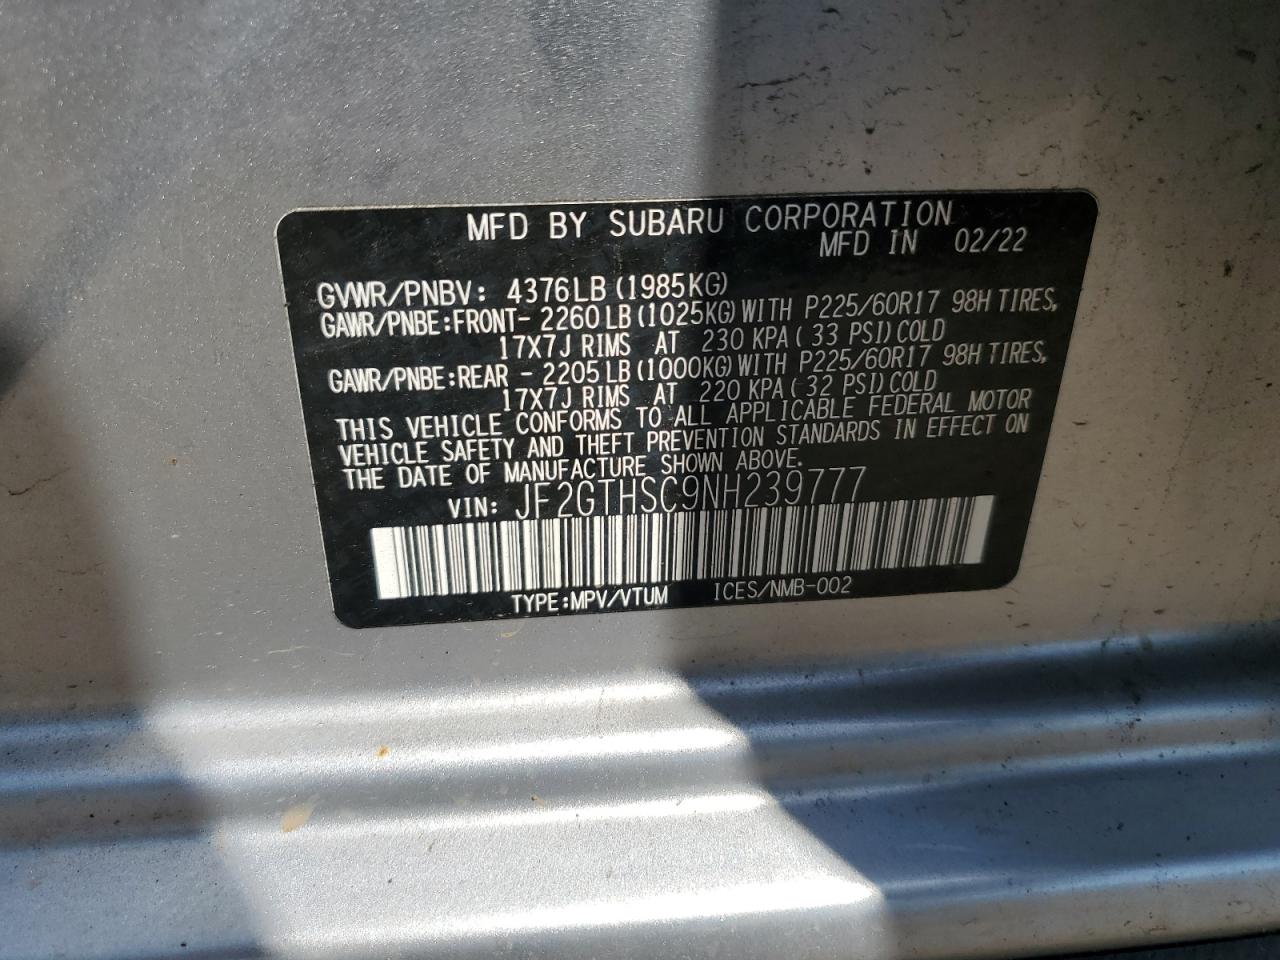 MFD BY SUBARU CORPORATION
MFD IN 02/22
GVWR/PNBV: 4376LB (1985KG)
GAWR/PNBE:FRONT- 2260LB (1025KG) WITH P225/60R17 98H TIRES,
17X7J RIMS AT 230 KPA (33 PSI) COLD
GAWR/PNBE:REAR - 2205LB (1000KG) WITH P225/60R17 98H TIRES,
17X7J RIMS AT 220 KPA (32 PSI) COLD
THIS VEHICLE CONFORMS TO ALL APPLICABLE FEDERAL MOTOR
VEHICLE SAFETY AND THEFT PREVENTION STANDARDS IN EFFECT ON
THE DATE OF MANUFACTURE SHOWN ABOVE.
VIN: JF2GTHSC9NH239777
TYPE:MPV/VTUM ICES/NMB-002